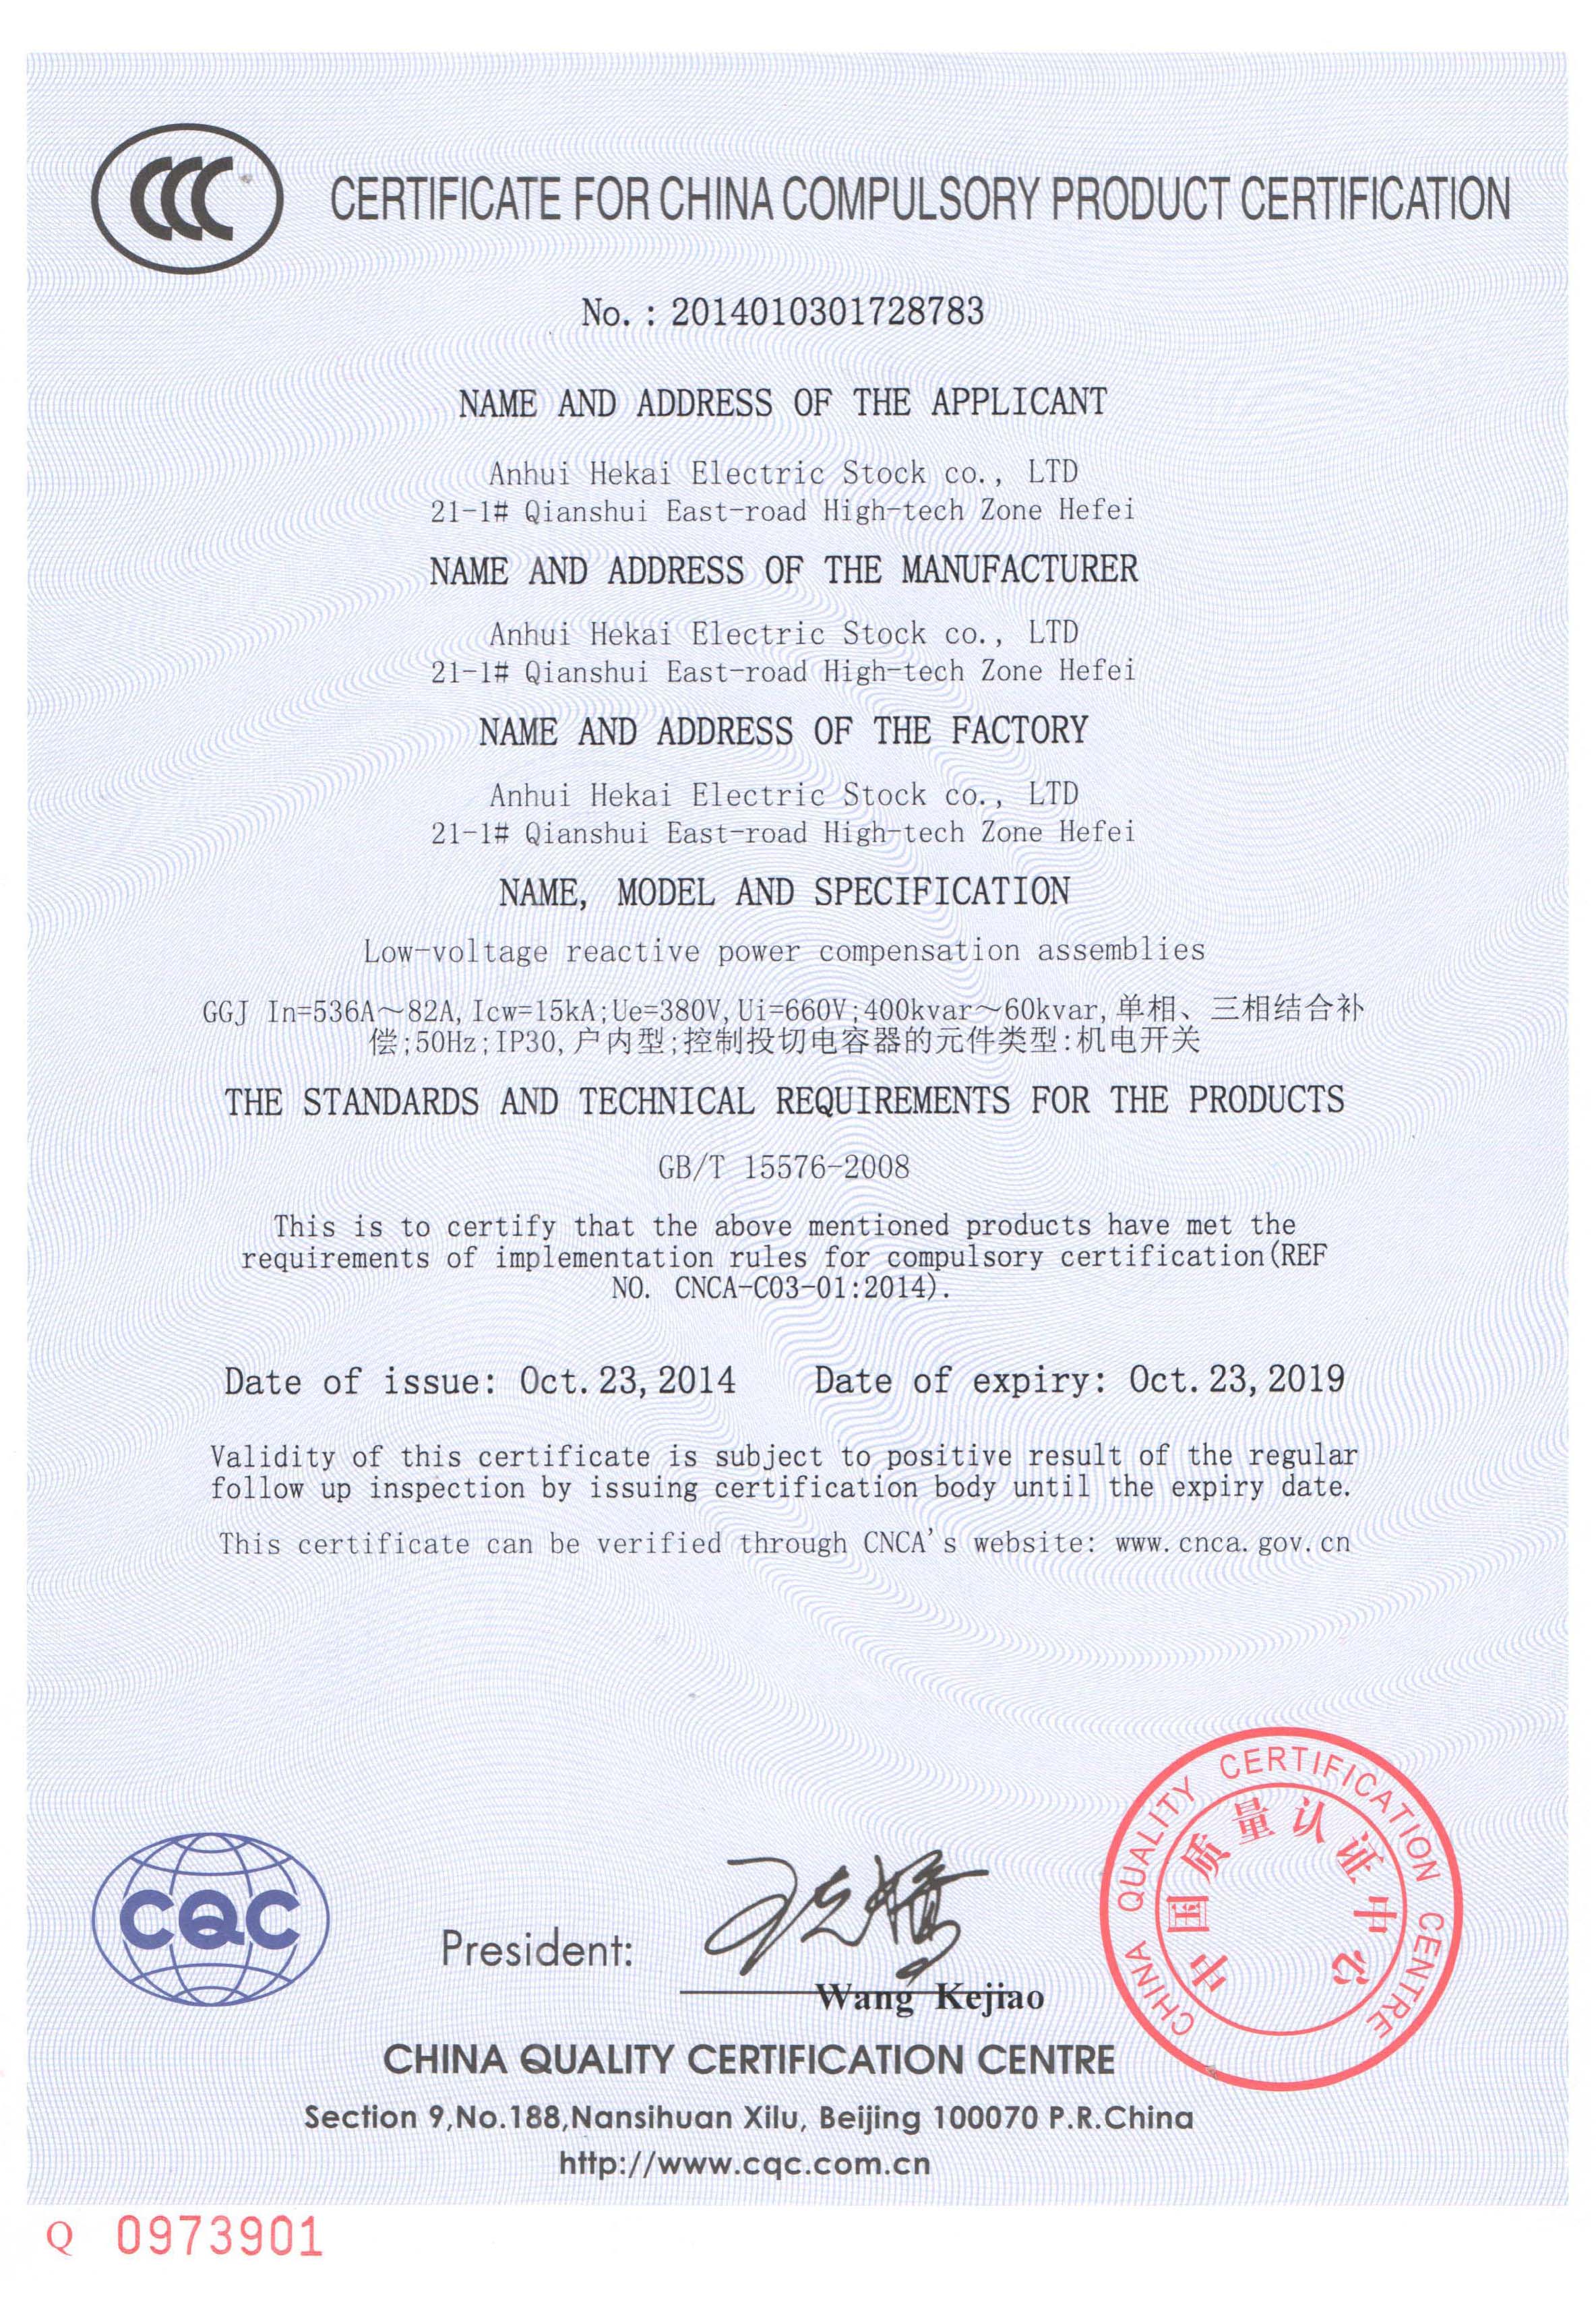 CCC
CERTIFICATE FOR CHINA COMPULSORY PRODUCT CERTIFICATION
No.: 2014010301728783
NAME AND ADDRESS OF THE APPLICANT
Anhui Hekai Electric Stock co., LTD
21-1# Qianshui East-road High-tech Zone Hefei
NAME AND ADDRESS OF THE MANUFACTURER
Anhui Hekai Electric Stock co., LTD
21-1# Qianshui East-road High-tech Zone Hefei
NAME AND ADDRESS OF THE FACTORY
Anhui Hekai Electric Stock co., LTD
21-1# Qianshui East-road High-tech Zone Hefei
NAME, MODEL AND SPECIFICATION
Low-voltage reactive power compensation assemblies
GGJ In=536A～82A,Icw=15kA;Ue=380V,Ui=660V;400kvar～60kvar,单相、三相结合补
偿;50Hz;IP30,户内型;控制投切电容器的元件类型:机电开关
THE STANDARDS AND TECHNICAL REQUIREMENTS FOR THE PRODUCTS
GB/T 15576-2008
This is to certify that the above mentioned products have met the
requirements of implementation rules for compulsory certification(REF
NO. CNCA-C03-01:2014).
Date of issue: Oct.23,2014 Date of expiry: Oct.23,2019
Validity of this certificate is subject to positive result of the regular
follow up inspection by issuing certification body until the expiry date.
This certificate can be verified through CNCA's website: www.cnca.gov.cn
CQC
President:
Wang Kejiao
CHINA QUALITY CERTIFICATION CENTRE
中国质量认证中心
CHINA QUALITY CERTIFICATION CENTRE
Section 9,No.188,Nansihuan Xilu, Beijing 100070 P.R.China
http://www.cqc.com.cn
Q 0973901